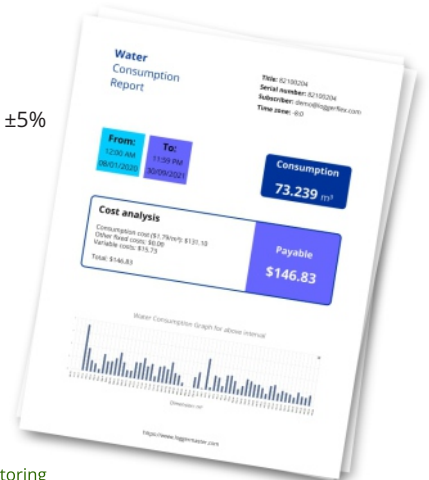 ±5%
Water
Consumption
Report
Title: 82100204
Serial number: 82100204
Subscriber: demo@loggerflex.com
Time zone: -8:0
From:
12:00 AM
08/01/2020
To:
11:59 PM
30/09/2021
Consumption
73.239 m³
Cost analysis
Consumption cost ($1.79/m³): $131.10
Other fixed costs: $0.00
Variable costs: $15.73
Total: $146.83
Payable
$146.83
Water Consumption Graph for above interval
https://www.loggermaster.com
toring